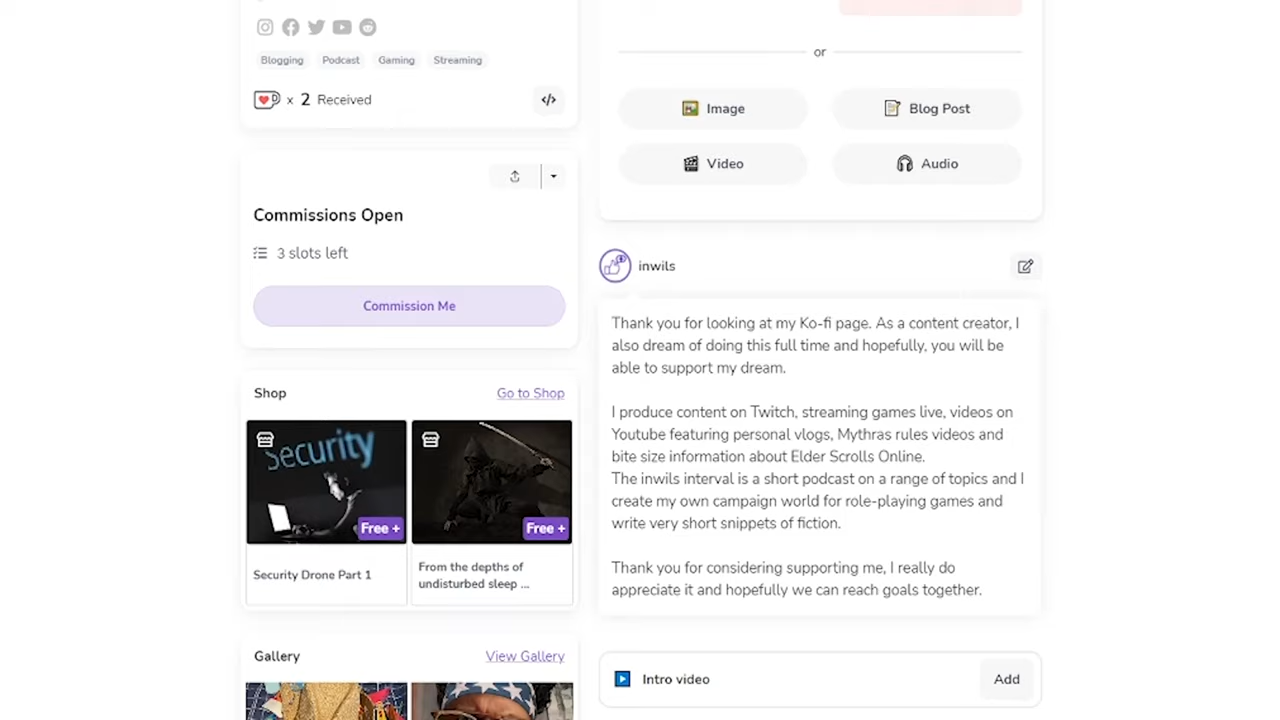 Blogging Podcast Gaming Streaming
x 2 Received
</>
Commissions Open
3 slots left
Commission Me
Shop Go to Shop
Security
Free +
Free +
Security Drone Part 1
From the depths of
undisturbed sleep ...
Gallery View Gallery
or
Image Blog Post
Video Audio
inwils
Thank you for looking at my Ko-fi page. As a content creator, I
also dream of doing this full time and hopefully, you will be
able to support my dream.
I produce content on Twitch, streaming games live, videos on
Youtube featuring personal vlogs, Mythras rules videos and
bite size information about Elder Scrolls Online.
The inwils interval is a short podcast on a range of topics and I
create my own campaign world for role-playing games and
write very short snippets of fiction.
Thank you for considering supporting me, I really do
appreciate it and hopefully we can reach goals together.
Intro video Add